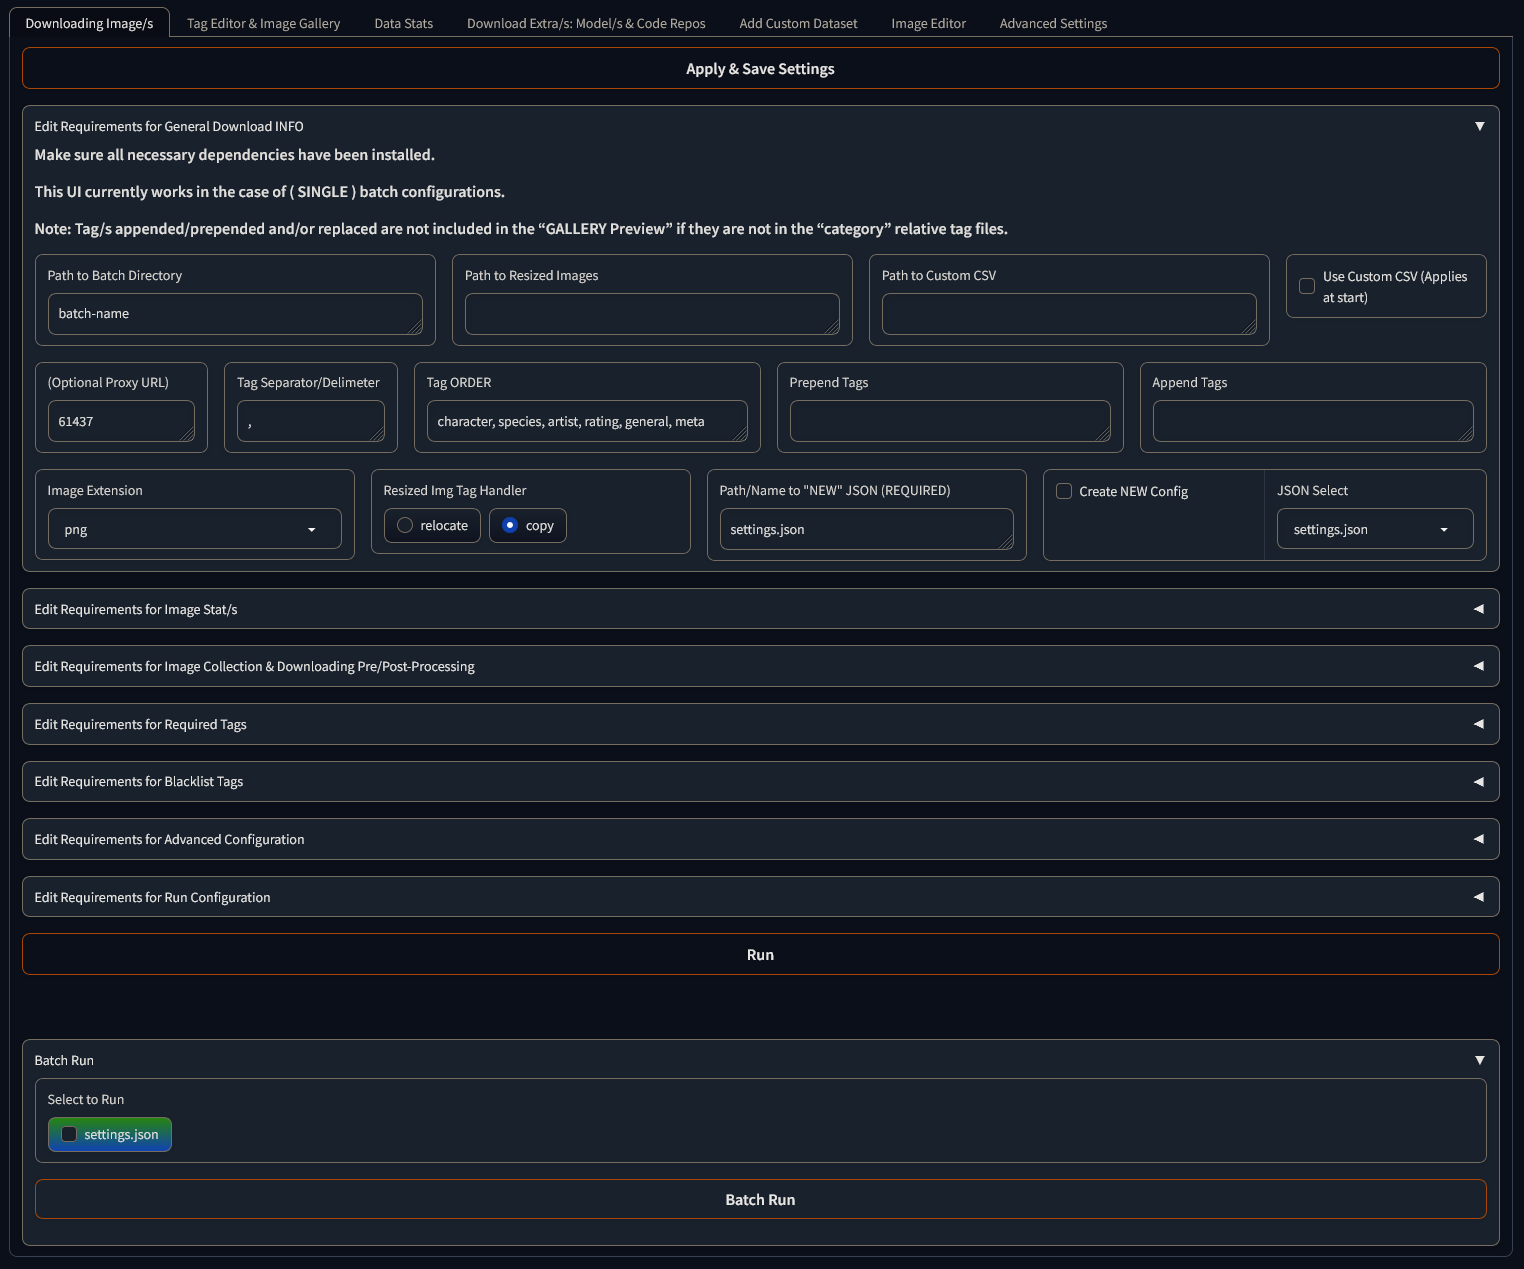 Downloading Image/s
Tag Editor & Image Gallery
Data Stats
Download Extra/s: Model/s & Code Repos
Add Custom Dataset
Image Editor
Advanced Settings
Apply & Save Settings
Edit Requirements for General Download INFO
Make sure all necessary dependencies have been installed.
This UI currently works in the case of ( SINGLE ) batch configurations.
Note: Tag/s appended/prepended and/or replaced are not included in the “GALLERY Preview” if they are not in the “category” relative tag files.
Path to Batch Directory
batch-name
Path to Resized Images
Path to Custom CSV
Use Custom CSV (Applies
at start)
(Optional Proxy URL)
61437
Tag Separator/Delimeter
,
Tag ORDER
character, species, artist, rating, general, meta
Prepend Tags
Append Tags
Image Extension
png
Resized Img Tag Handler
relocate
copy
Path/Name to "NEW" JSON (REQUIRED)
settings.json
Create NEW Config
JSON Select
settings.json
Edit Requirements for Image Stat/s
Edit Requirements for Image Collection & Downloading Pre/Post-Processing
Edit Requirements for Required Tags
Edit Requirements for Blacklist Tags
Edit Requirements for Advanced Configuration
Edit Requirements for Run Configuration
Run
Batch Run
Select to Run
settings.json
Batch Run